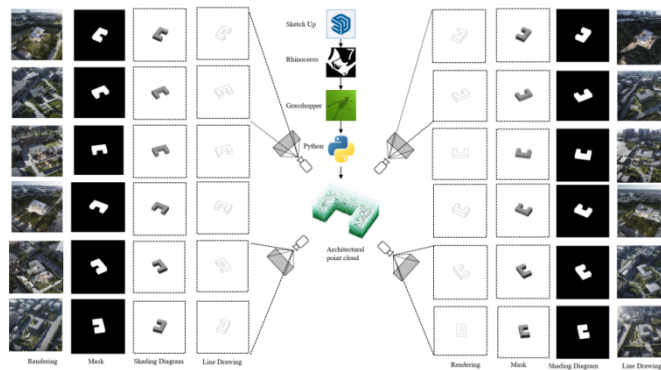 Sketch Up
Rhinoceros
7
Grasshopper
Python
Architectural
point cloud
Rendering Mask Shading Diagram Line Drawing
Rendering Mask Shading Diagram Line Drawing